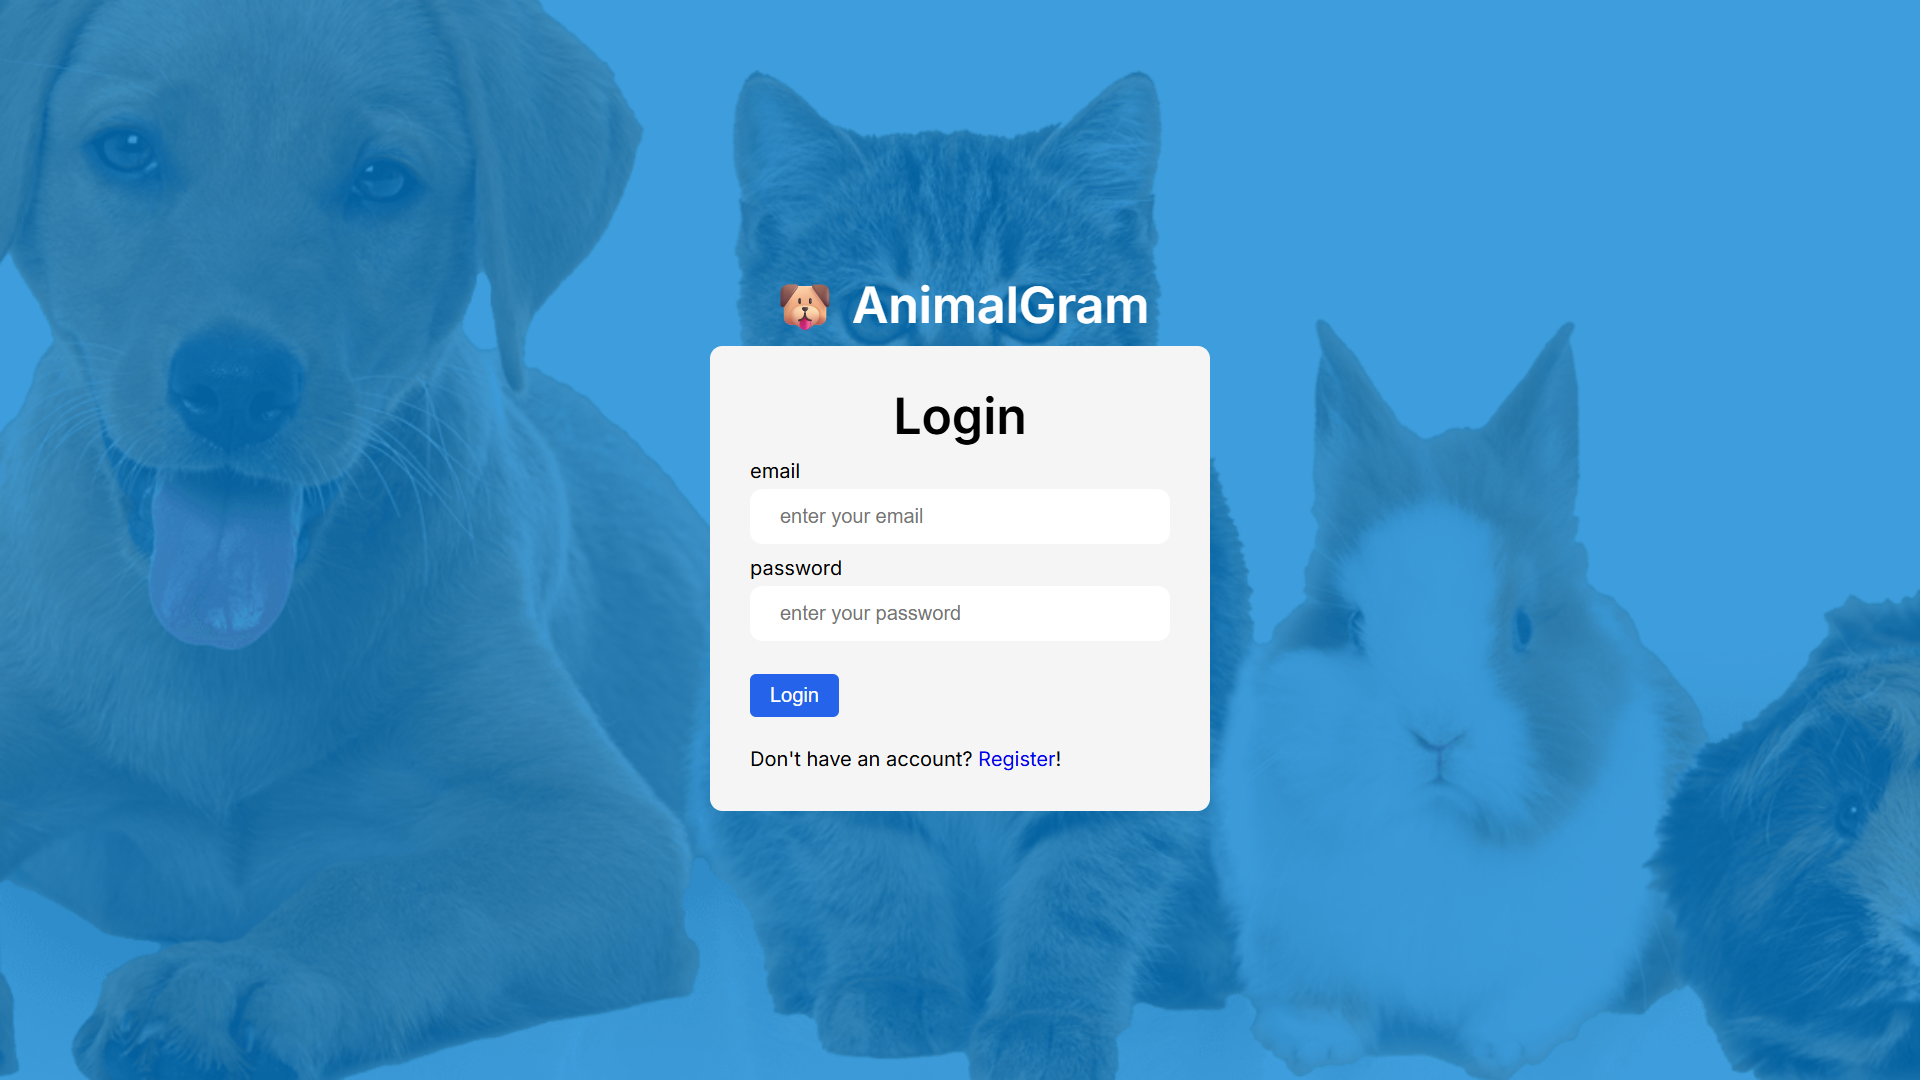 AnimalGram
Login
email
enter your email
password
enter your password
Login
Don't have an account? Register!